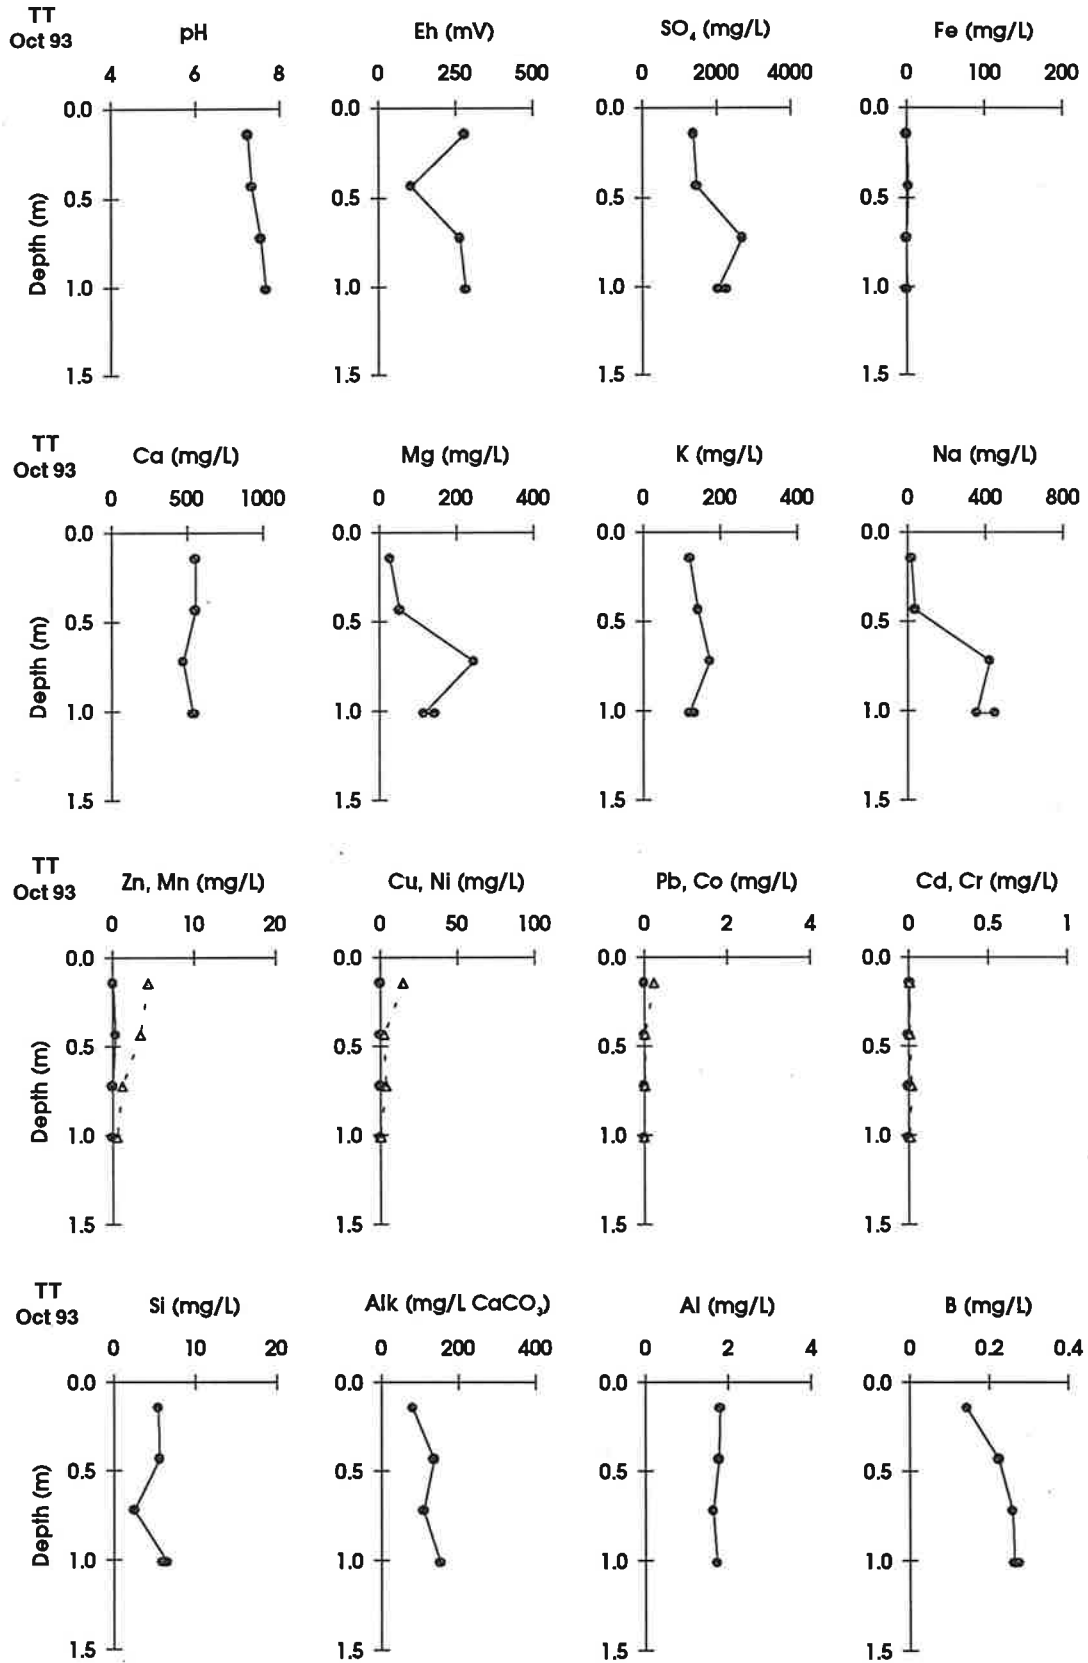 TT
Oct 93
pH
Eh (mV)
SO₄ (mg/L)
Fe (mg/L)
4 6 8
0 250 500
0 2000 4000
0 100 200
0.0 0.0 0.0 0.0
0.5 0.5 0.5 0.5
Depth (m)
1.0 1.0 1.0 1.0
1.5 1.5 1.5 1.5
TT
Oct 93
Ca (mg/L)
Mg (mg/L)
K (mg/L)
Na (mg/L)
0 500 1000
0 200 400
0 200 400
0 400 800
0.0 0.0 0.0 0.0
0.5 0.5 0.5 0.5
Depth (m)
1.0 1.0 1.0 1.0
1.5 1.5 1.5 1.5
TT
Oct 93
Zn, Mn (mg/L)
Cu, Ni (mg/L)
Pb, Co (mg/L)
Cd, Cr (mg/L)
0 10 20
0 50 100
0 2 4
0 0.5 1
0.0 0.0 0.0 0.0
0.5 0.5 0.5 0.5
Depth (m)
1.0 1.0 1.0 1.0
1.5 1.5 1.5 1.5
TT
Oct 93
Si (mg/L)
Alk (mg/L CaCO₃)
Al (mg/L)
B (mg/L)
0 10 20
0 200 400
0 2 4
0 0.2 0.4
0.0 0.0 0.0 0.0
0.5 0.5 0.5 0.5
Depth (m)
1.0 1.0 1.0 1.0
1.5 1.5 1.5 1.5